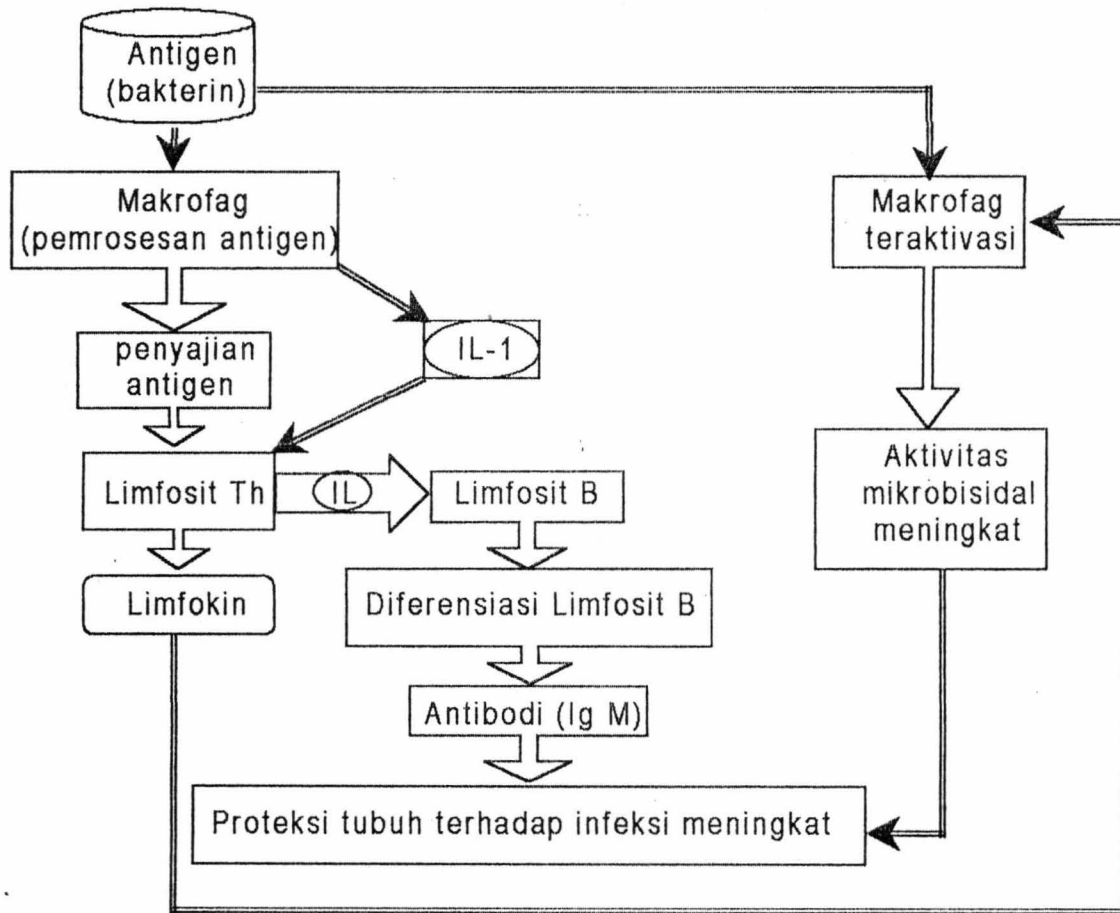 Antigen
(bakterin)
Makrofag
(pemrosesan antigen)
Makrofag
teraktivasi
penyajian
antigen
IL-1
Limfosit Th
IL
Limfosit B
Aktivitas
mikrobisidal
meningkat
Limfokin
Diferensiasi Limfosit B
Antibodi (Ig M)
Proteksi tubuh terhadap infeksi meningkat